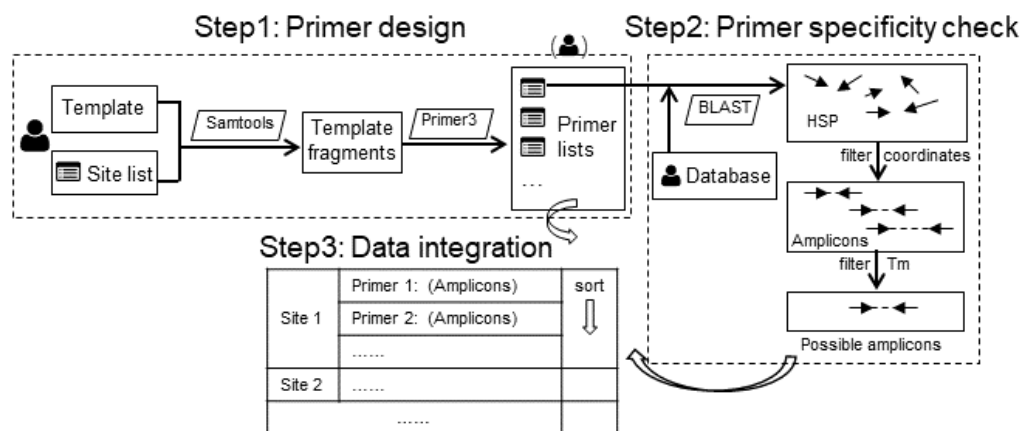 Step1: Primer design
Template
Site list
Samtools
Template
fragments
Primer3
( )
Primer
lists
...
Step2: Primer specificity check
BLAST
Database
HSP
filter coordinates
Amplicons
filter Tm
Possible amplicons
Step3: Data integration
Site 1
Primer 1: (Amplicons)
Primer 2: (Amplicons)
......
sort
Site 2
......
......